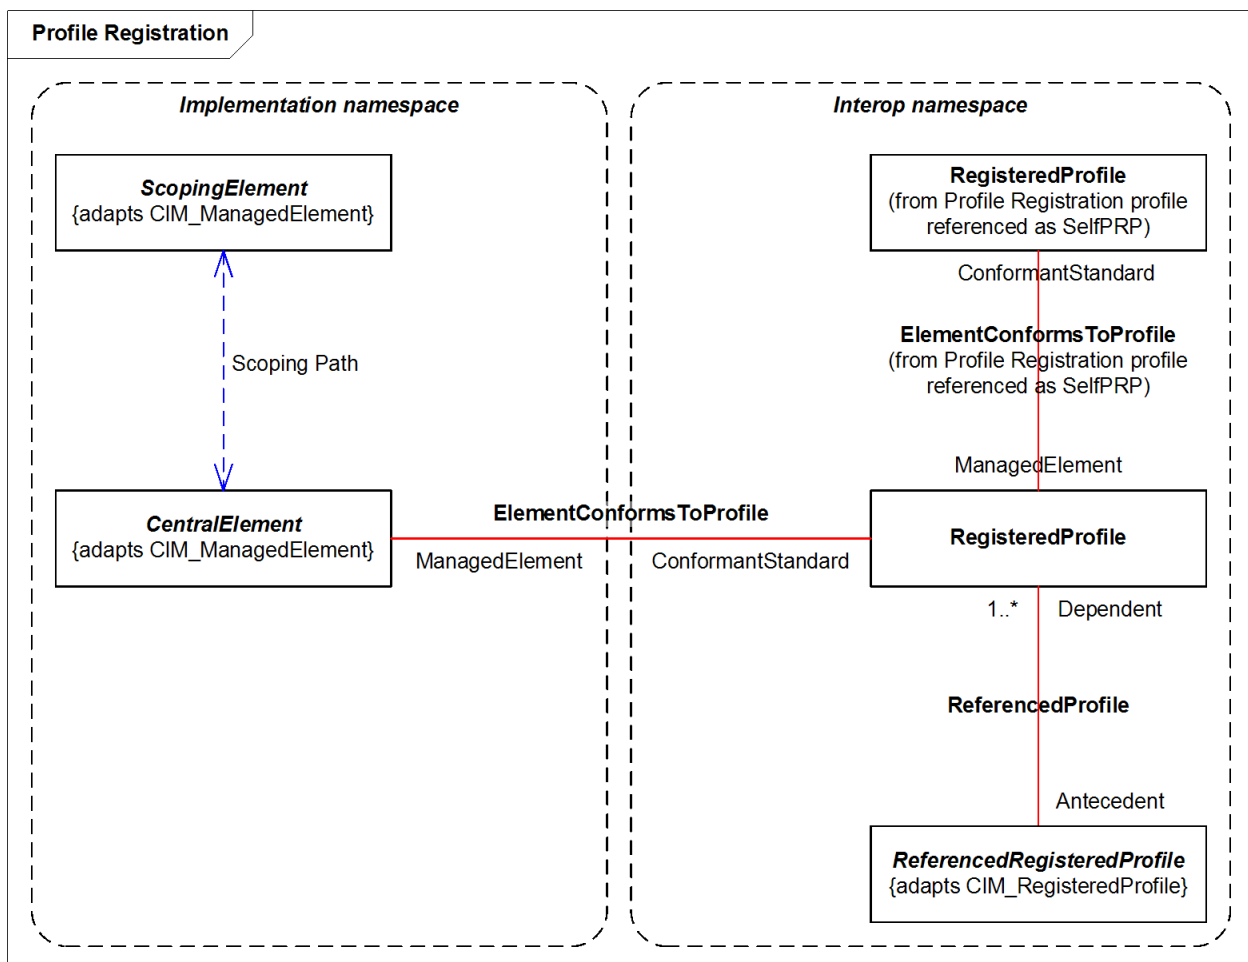 Profile Registration
Implementation namespace
ScopingElement
{adapts CIM_ManagedElement}
Scoping Path
CentralElement
{adapts CIM_ManagedElement}
ElementConformsToProfile
ManagedElement
ConformantStandard
Interop namespace
RegisteredProfile
(from Profile Registration profile
referenced as SelfPRP)
ConformantStandard
ElementConformsToProfile
(from Profile Registration profile
referenced as SelfPRP)
ManagedElement
RegisteredProfile
1..* Dependent
ReferencedProfile
Antecedent
ReferencedRegisteredProfile
{adapts CIM_RegisteredProfile}